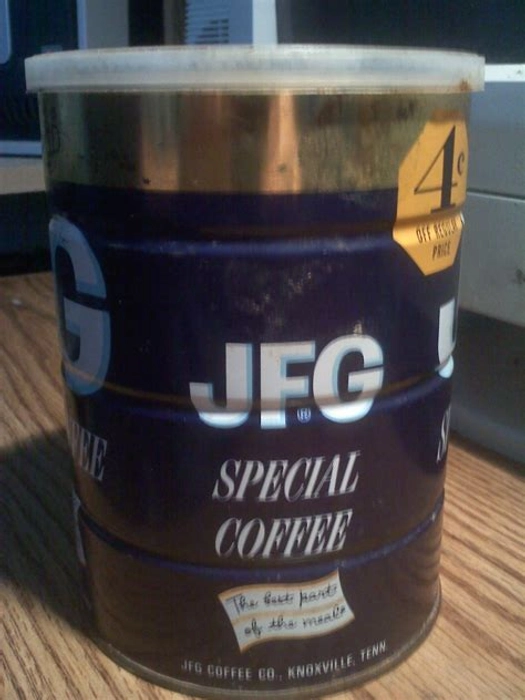 4¢
OFF REGULAR
PRICE
G
JFG
SPECIAL
COFFEE
The best part
of the meal
JFG COFFEE CO., KNOXVILLE, TENN.